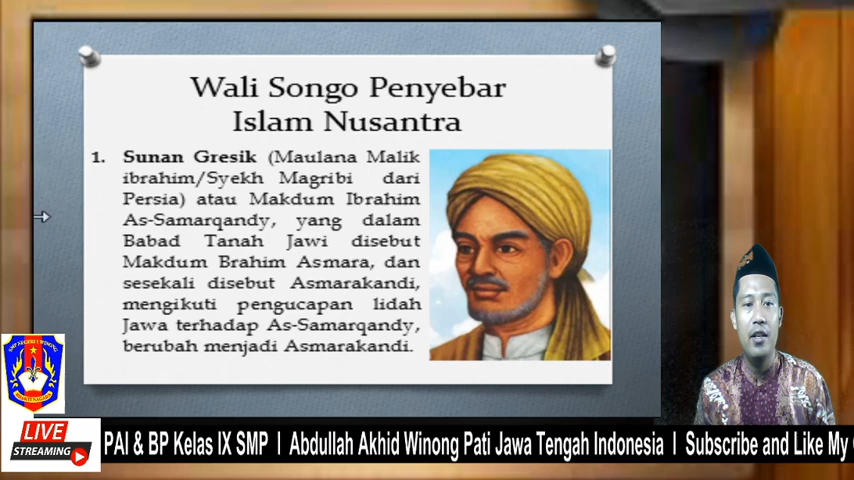 Wali Songo Penyebar
Islam Nusantra
1. Sunan Gresik (Maulana Malik
ibrahim/Syekh Magribi dari
Persia) atau Makdum Ibrahim
As-Samarqandy, yang dalam
Babad Tanah Jawi disebut
Makdum Brahim Asmara, dan
sesekali disebut Asmarakandi,
mengikuti pengucapan lidah
Jawa terhadap As-Samarqandy,
berubah menjadi Asmarakandi.
LIVE
STREAMING
PAI & BP Kelas IX SMP I Abdullah Akhid Winong Pati Jawa Tengah Indonesia I Subscribe and Like My